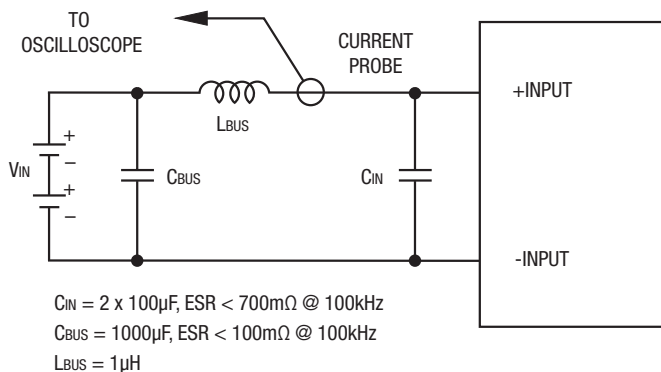 TO
OSCILLOSCOPE
CURRENT
PROBE
+INPUT
LBUS
+
−
VIN
+
−
CBUS
CIN
-INPUT
CIN = 2 x 100µF, ESR < 700mΩ @ 100kHz
CBUS = 1000µF, ESR < 100mΩ @ 100kHz
LBUS = 1µH